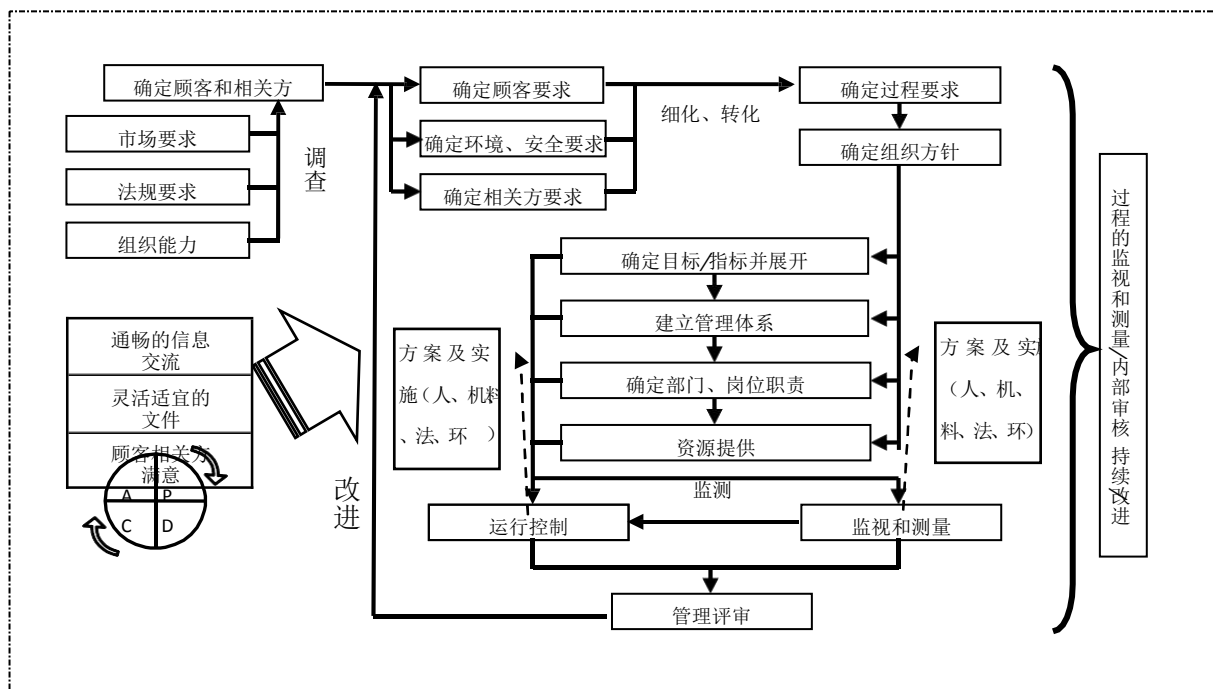 确定顾客和相关方
市场要求
法规要求
组织能力
调查
确定顾客要求
确定环境、安全要求
确定相关方要求
细化、转化
确定过程要求
确定组织方针
确定目标/指标并展开
建立管理体系
确定部门、岗位职责
资源提供
方案及实
施(人、机料
、法、环 )
方案及实施
(人、机、
料、法、环)
通畅的信息
交流
灵活适宜的
文件
顾客相关方
满意
A P
C D
改进
监测
运行控制
监视和测量
管理评审
过程的监视和测量/内部审核 持续改进